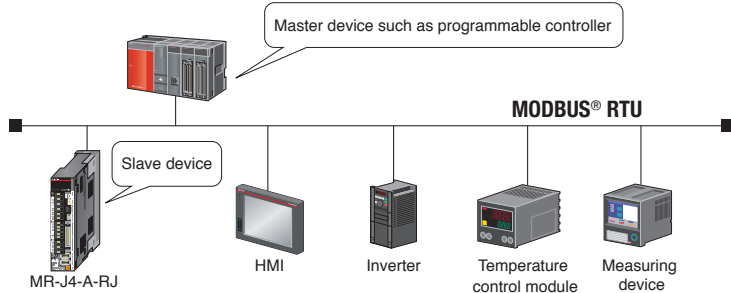 Master device such as programmable controller
MODBUS® RTU
Slave device
MR-J4-A-RJ
HMI
Inverter
Temperature
control module
Measuring
device